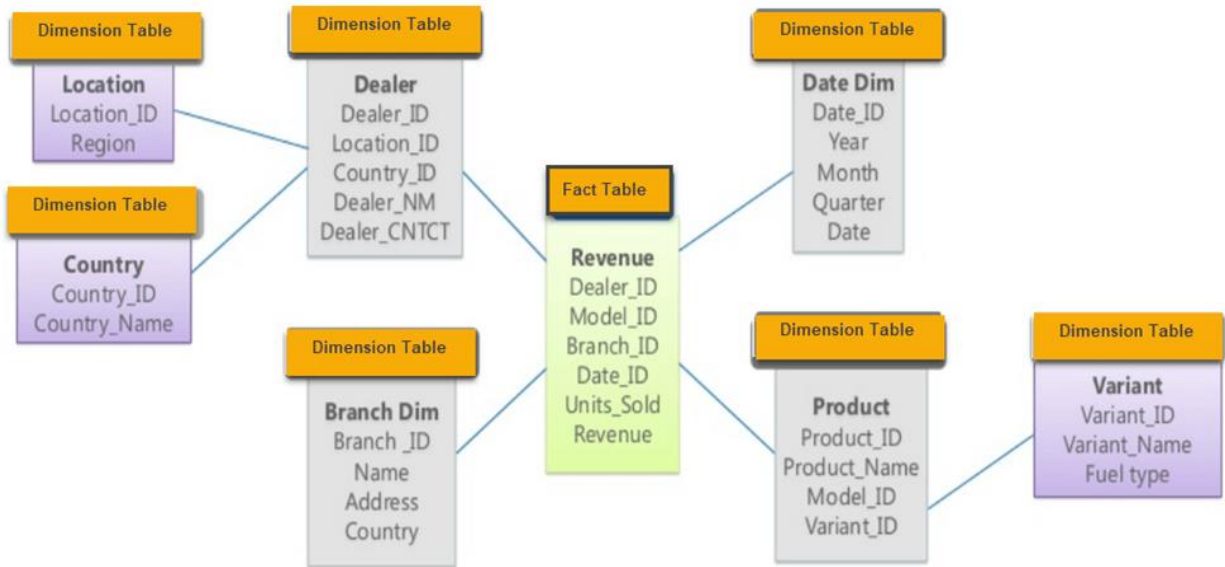 Dimension Table
Location
Location_ID
Region
Dimension Table
Dealer
Dealer_ID
Location_ID
Country_ID
Dealer_NM
Dealer_CNTCT
Dimension Table
Date Dim
Date_ID
Year
Month
Quarter
Date
Dimension Table
Country
Country_ID
Country_Name
Fact Table
Revenue
Dealer_ID
Model_ID
Branch_ID
Date_ID
Units_Sold
Revenue
Dimension Table
Branch Dim
Branch _ID
Name
Address
Country
Dimension Table
Product
Product_ID
Product_Name
Model_ID
Variant_ID
Dimension Table
Variant
Variant_ID
Variant_Name
Fuel type